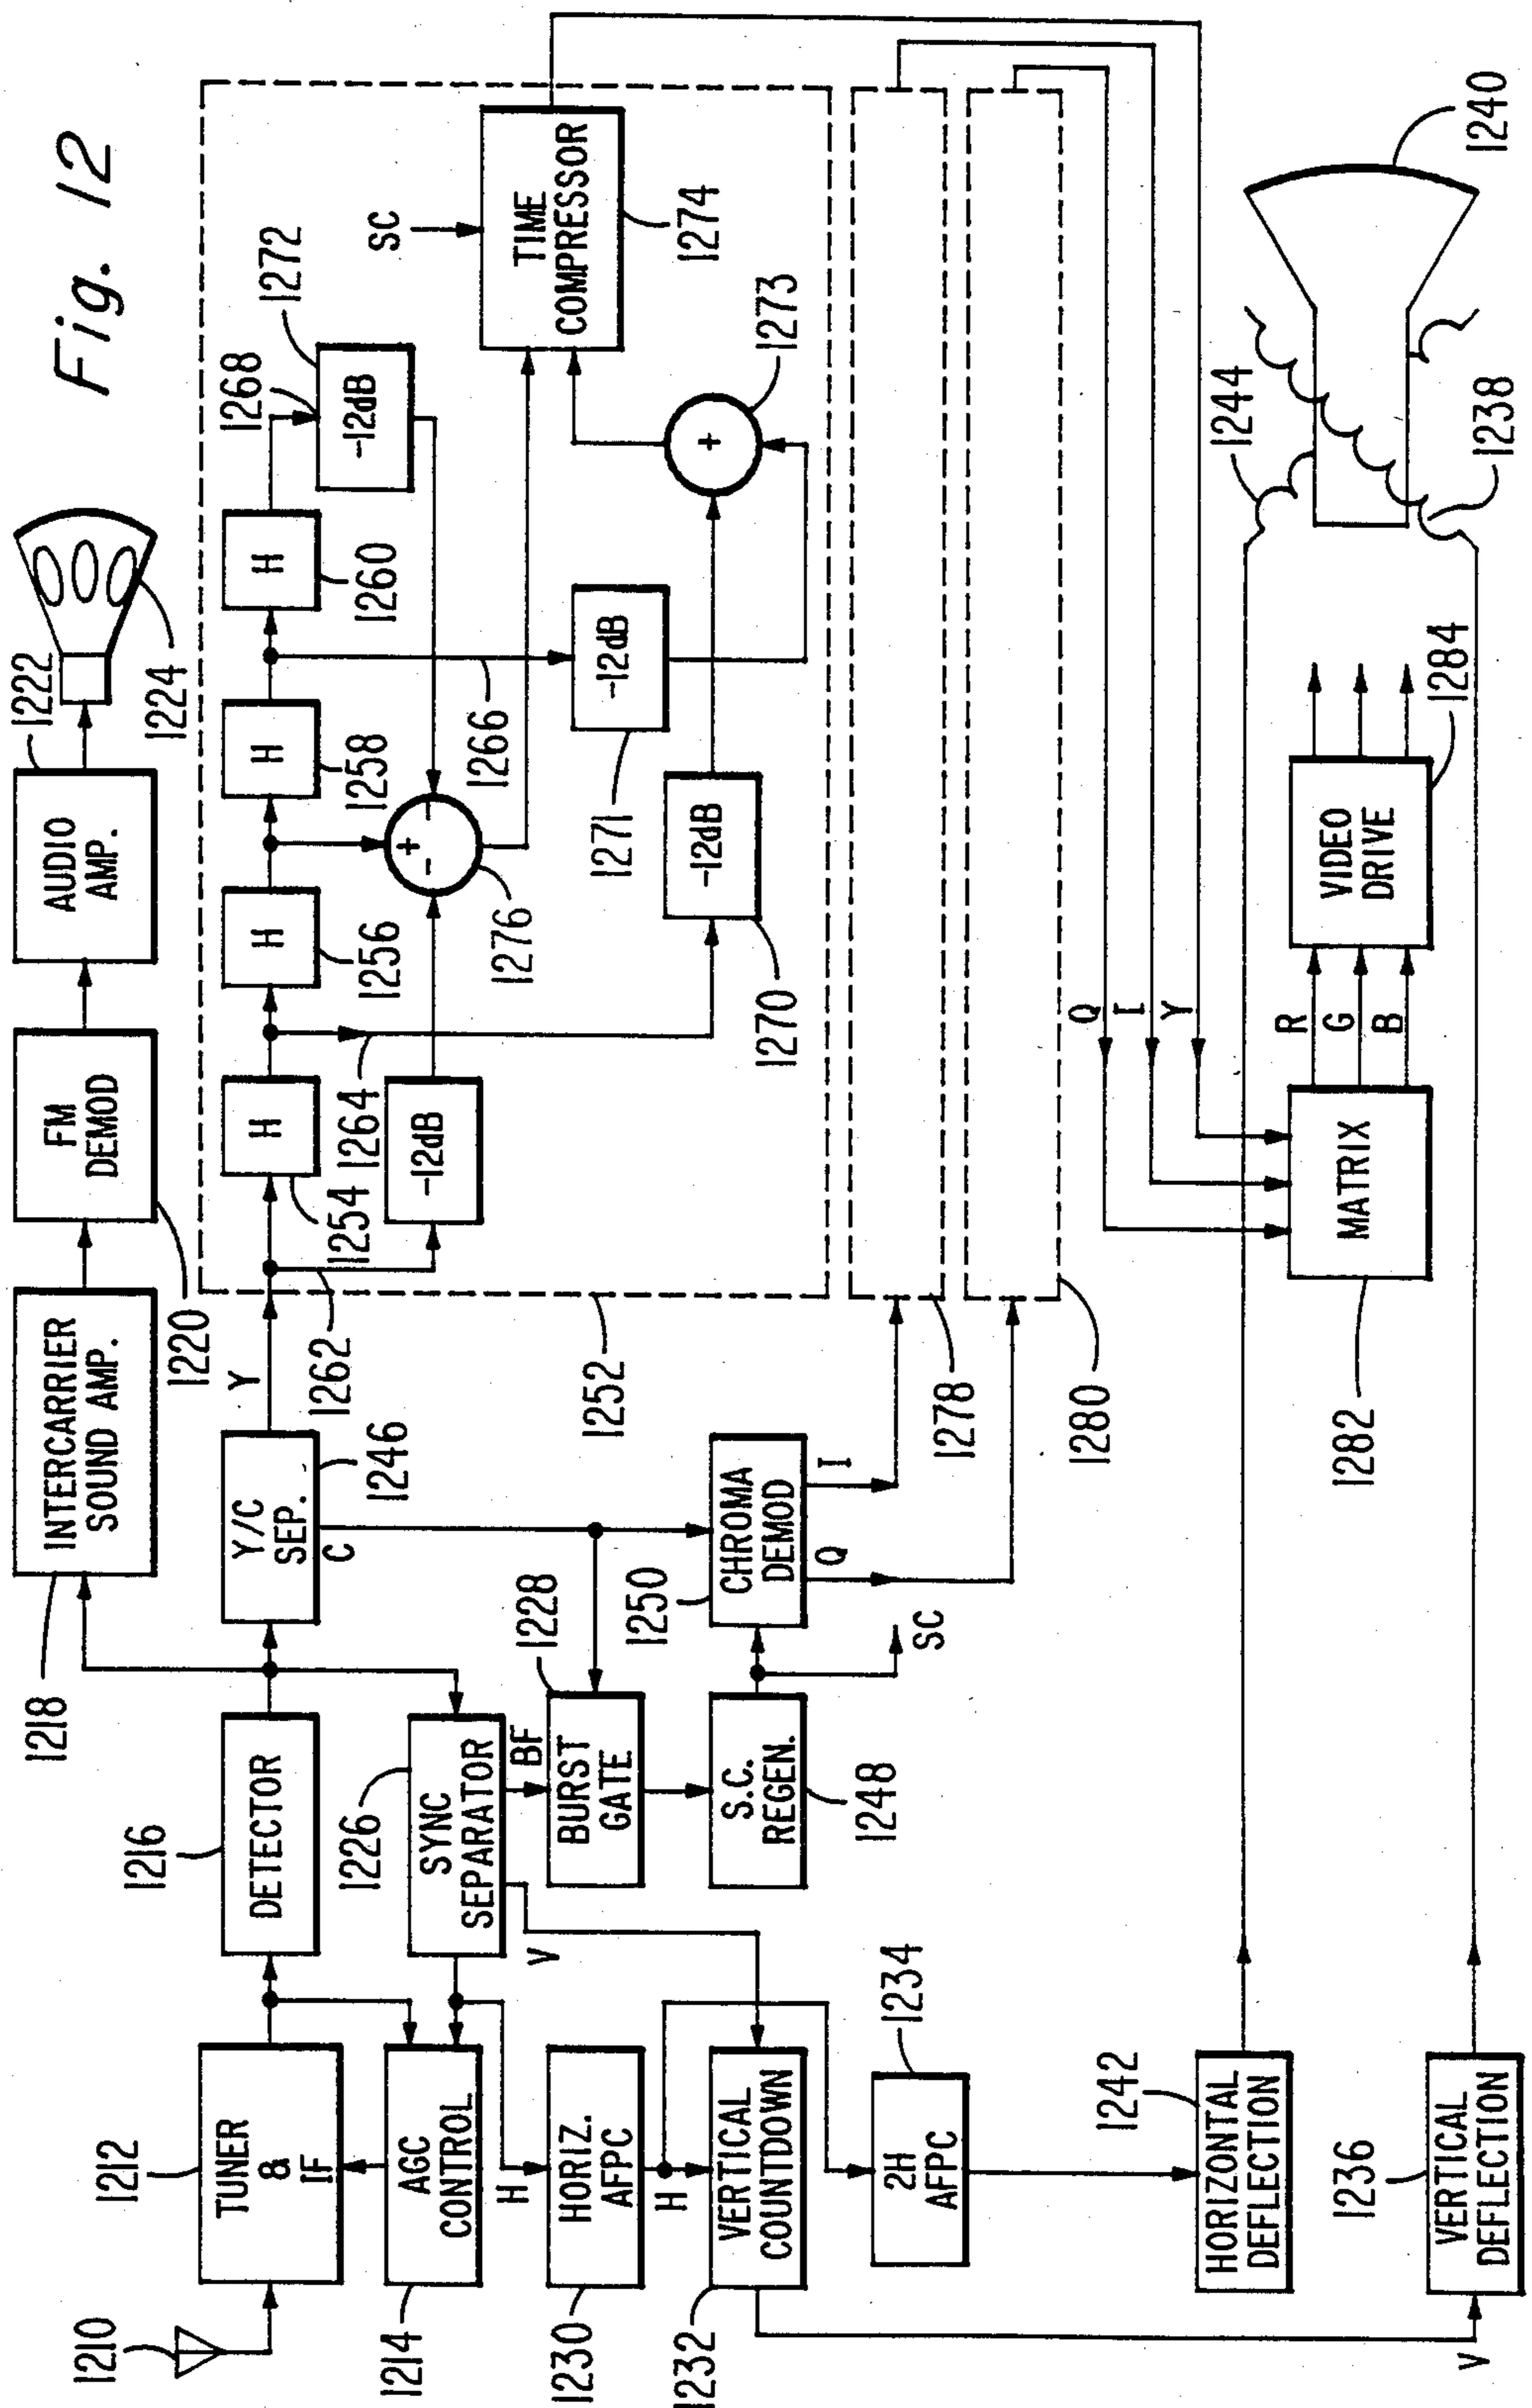 Fig. 12
1210
1212
TUNER
&
IF
1214
AGC
CONTROL
1216
DETECTOR
1218
INTERCARRIER
SOUND AMP.
1220
FM
DEMOD
1222
AUDIO
AMP.
1224
1226
SYNC
SEPARATOR
BF
V
H
1228
BURST
GATE
1230
HORIZ.
AFPC
H
1232
VERTICAL
COUNTDOWN
1234
2H
AFPC
1236
VERTICAL
DEFLECTION
V
1242
HORIZONTAL
DEFLECTION
1246
Y/C
SEP.
Y
C
1248
S.C.
REGEN.
SC
1250
CHROMA
DEMOD
I
Q
1252
1262
1254
H
-12dB
1264
1256
H
1258
H
1260
H
1266
1268
1272
-12dB
1276
+
-
-
1271
-12dB
1270
-12dB
1273
+
SC
TIME
COMPRESSOR
1274
1278
1280
Q
I
Y
1282
MATRIX
R
G
B
VIDEO
DRIVE
1284
1244
1238
1240